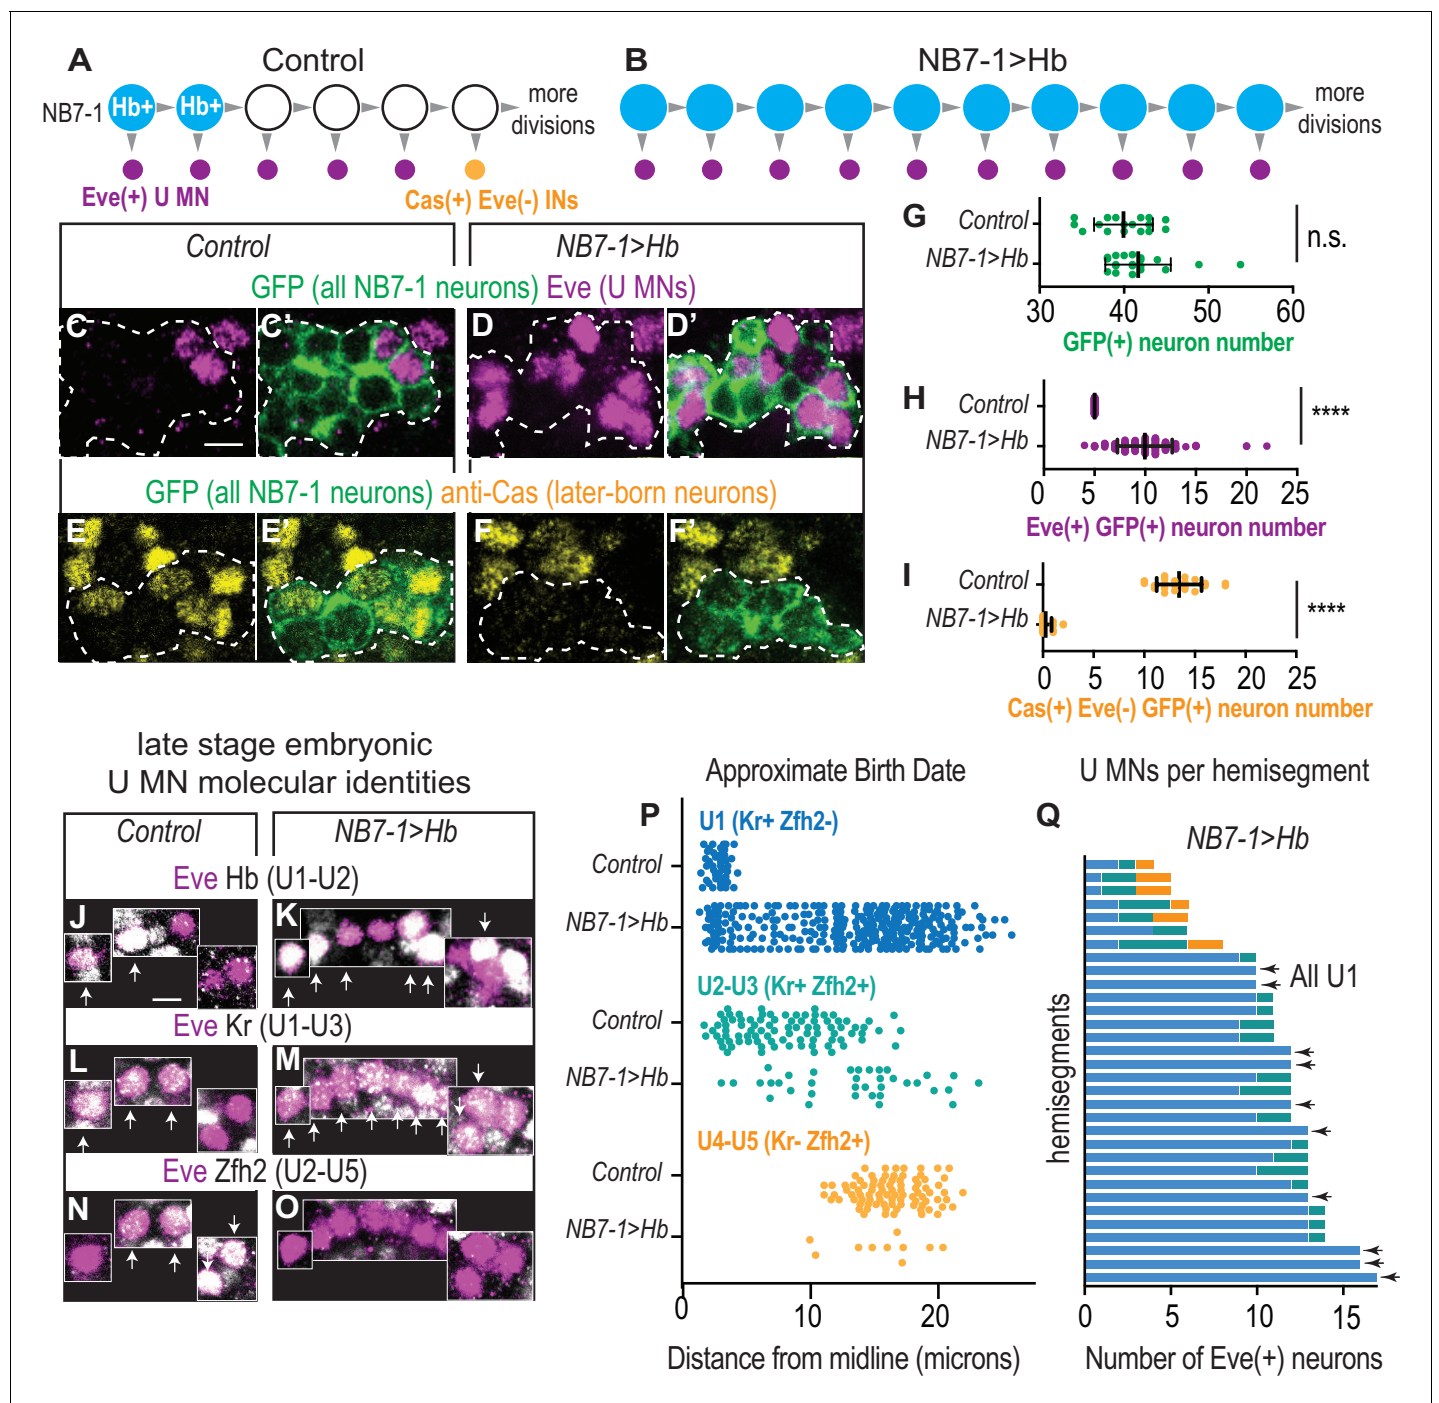 A
Control
NB7-1
Hb+
Hb+
more
divisions
Eve(+) U MN
Cas(+) Eve(-) INs
B
NB7-1>Hb
more
divisions
Control
NB7-1>Hb
GFP (all NB7-1 neurons) Eve (U MNs)
C
C'
D
D'
GFP (all NB7-1 neurons) anti-Cas (later-born neurons)
E
E'
F
F'
G
Control
NB7-1>Hb
n.s.
30 40 50 60
GFP(+) neuron number
H
Control
NB7-1>Hb
****
0 5 10 15 20 25
Eve(+) GFP(+) neuron number
I
Control
NB7-1>Hb
****
0 5 10 15 20 25
Cas(+) Eve(-) GFP(+) neuron number
late stage embryonic
U MN molecular identities
Control
NB7-1>Hb
Eve Hb (U1-U2)
J
K
Eve Kr (U1-U3)
L
M
Eve Zfh2 (U2-U5)
N
O
Approximate Birth Date
P
U1 (Kr+ Zfh2-)
Control
NB7-1>Hb
U2-U3 (Kr+ Zfh2+)
Control
NB7-1>Hb
U4-U5 (Kr- Zfh2+)
Control
NB7-1>Hb
0 10 20
Distance from midline (microns)
U MNs per hemisegment
Q
NB7-1>Hb
All U1
hemisegments
0 5 10 15
Number of Eve(+) neurons